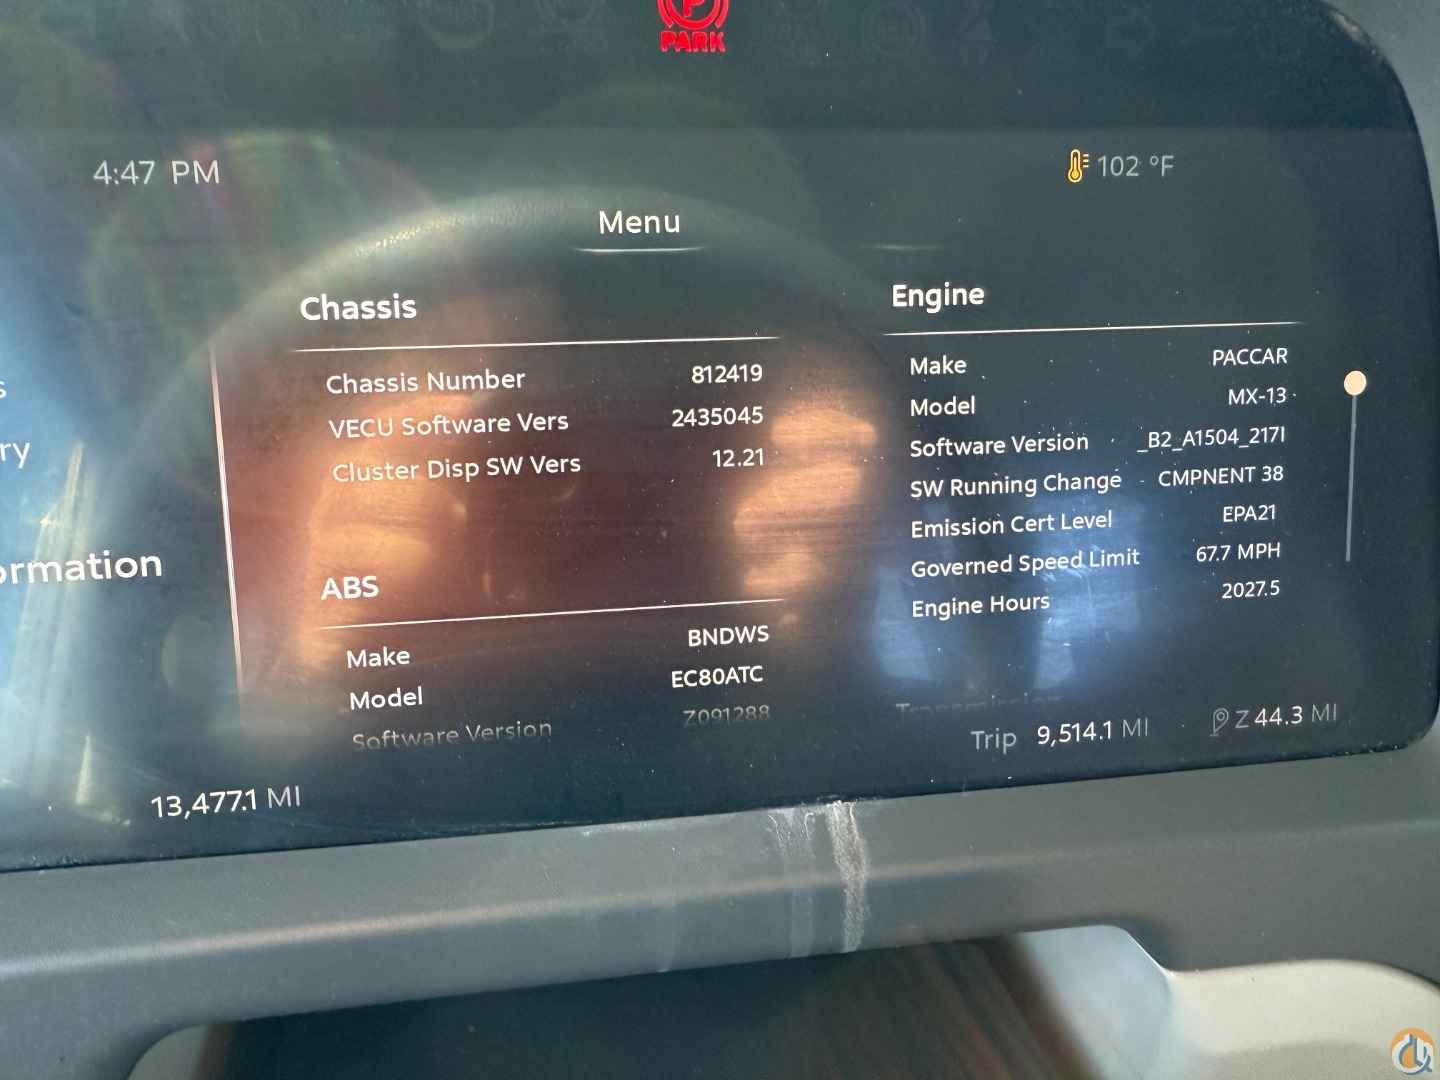 PARK
4:47 PM
102 °F
Menu
Chassis
Chassis Number 812419
VECU Software Vers 2435045
Cluster Disp SW Vers 12.21
ABS
Make BNDWS
Model EC80ATC
Software Version Z091288
Engine
Make PACCAR
Model MX-13
Software Version _B2_A1504_217I
SW Running Change CMPNENT 38
Emission Cert Level EPA21
Governed Speed Limit 67.7 MPH
Engine Hours 2027.5
Transmission
s
ry
ormation
Trip 9,514.1 MI
Z 44.3 MI
13,477.1 MI